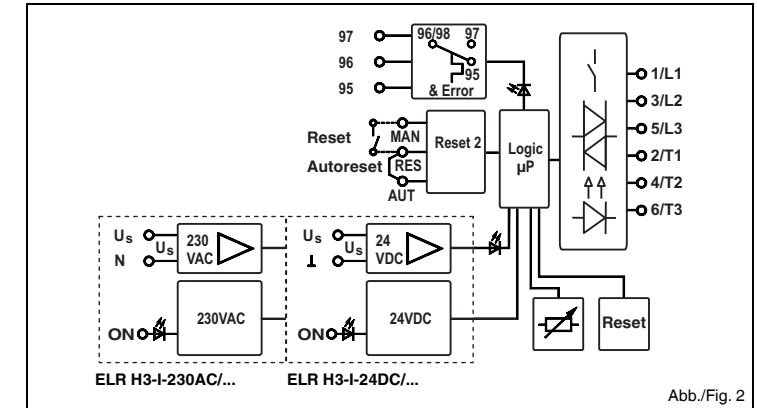 97
96
95
96/98 97
95
& Error
Reset
Autoreset
MAN
RES
AUT
Reset 2
Logic
µP
1/L1
3/L2
5/L3
2/T1
4/T2
6/T3
Us
Us
N
230
VAC
230VAC
ON
Us
Us
⊥
24
VDC
24VDC
ON
Reset
ELR H3-I-230AC/...
ELR H3-I-24DC/...
Abb./Fig. 2